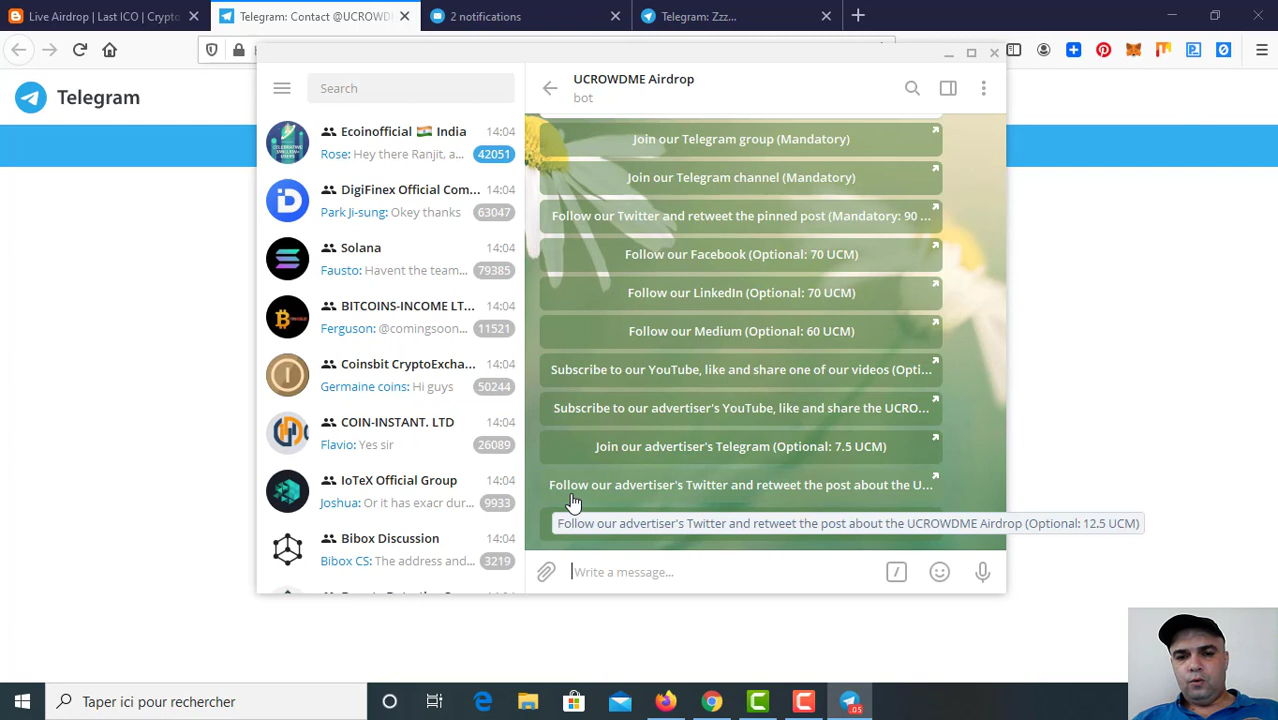 Live Airdrop | Last ICO | Crypto
Telegram: Contact @UCROWDM
2 notifications
Telegram: Zzz...
Telegram
Search
UCROWDME Airdrop
bot
Ecoinofficial 🇮🇳 India 14:04
Rose: Hey there Ranjit, a... 42051
DigiFinex Official Com... 14:04
Park Ji-sung: Okey thanks 63047
Solana 14:04
Fausto: Havent the team... 79385
BITCOINS-INCOME LT... 14:04
Ferguson: @comingsoon... 11521
Coinsbit CryptoExcha... 14:04
Germaine coins: Hi guys 50244
COIN-INSTANT. LTD 14:04
Flavio: Yes sir 26089
IoTeX Official Group 14:04
Joshua: Or it has exacr dur... 9933
Bibox Discussion 14:04
Bibox CS: The address and... 3219
Join our Telegram group (Mandatory)
Join our Telegram channel (Mandatory)
Follow our Twitter and retweet the pinned post (Mandatory: 90 ...
Follow our Facebook (Optional: 70 UCM)
Follow our LinkedIn (Optional: 70 UCM)
Follow our Medium (Optional: 60 UCM)
Subscribe to our YouTube, like and share one of our videos (Opti...
Subscribe to our advertiser's YouTube, like and share the UCRO...
Join our advertiser's Telegram (Optional: 7.5 UCM)
Follow our advertiser's Twitter and retweet the post about the U...
Follow our advertiser's Twitter and retweet the post about the UCROWDME Airdrop (Optional: 12.5 UCM)
Write a message...
Taper ici pour rechercher